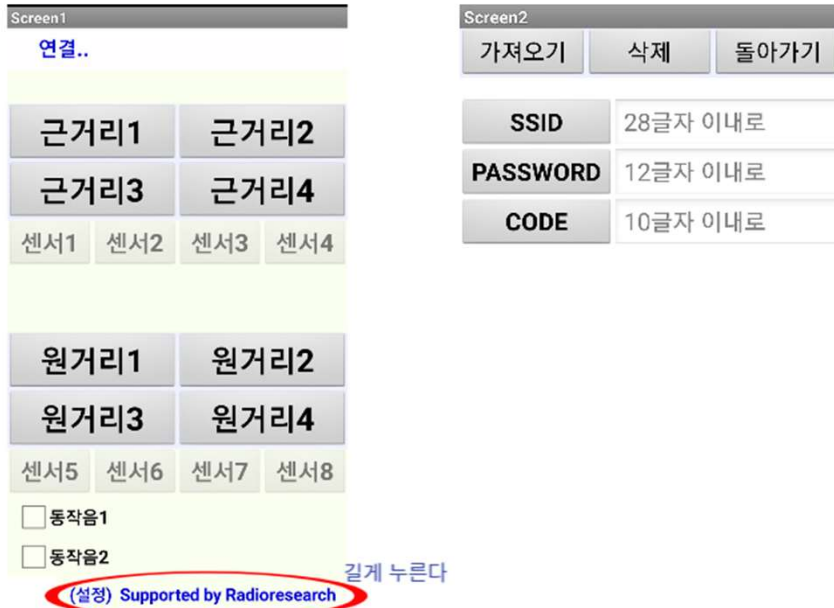 Screen1
연결..
근거리1 근거리2
근거리3 근거리4
센서1 센서2 센서3 센서4
원거리1 원거리2
원거리3 원거리4
센서5 센서6 센서7 센서8
동작음1
동작음2
(설정) Supported by Radioresearch
길게 누른다
Screen2
가져오기 삭제 돌아가기
SSID 28글자 이내로
PASSWORD 12글자 이내로
CODE 10글자 이내로